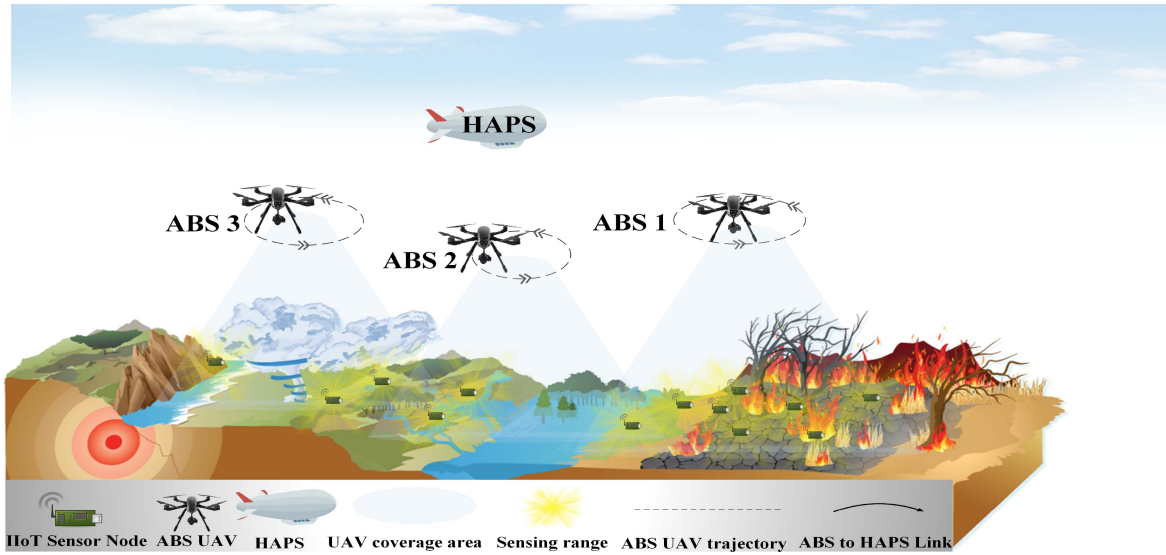 HAPS
ABS 3
ABS 1
ABS 2
IIoT Sensor Node
ABS UAV
HAPS
UAV coverage area
Sensing range
ABS UAV trajectory
ABS to HAPS Link